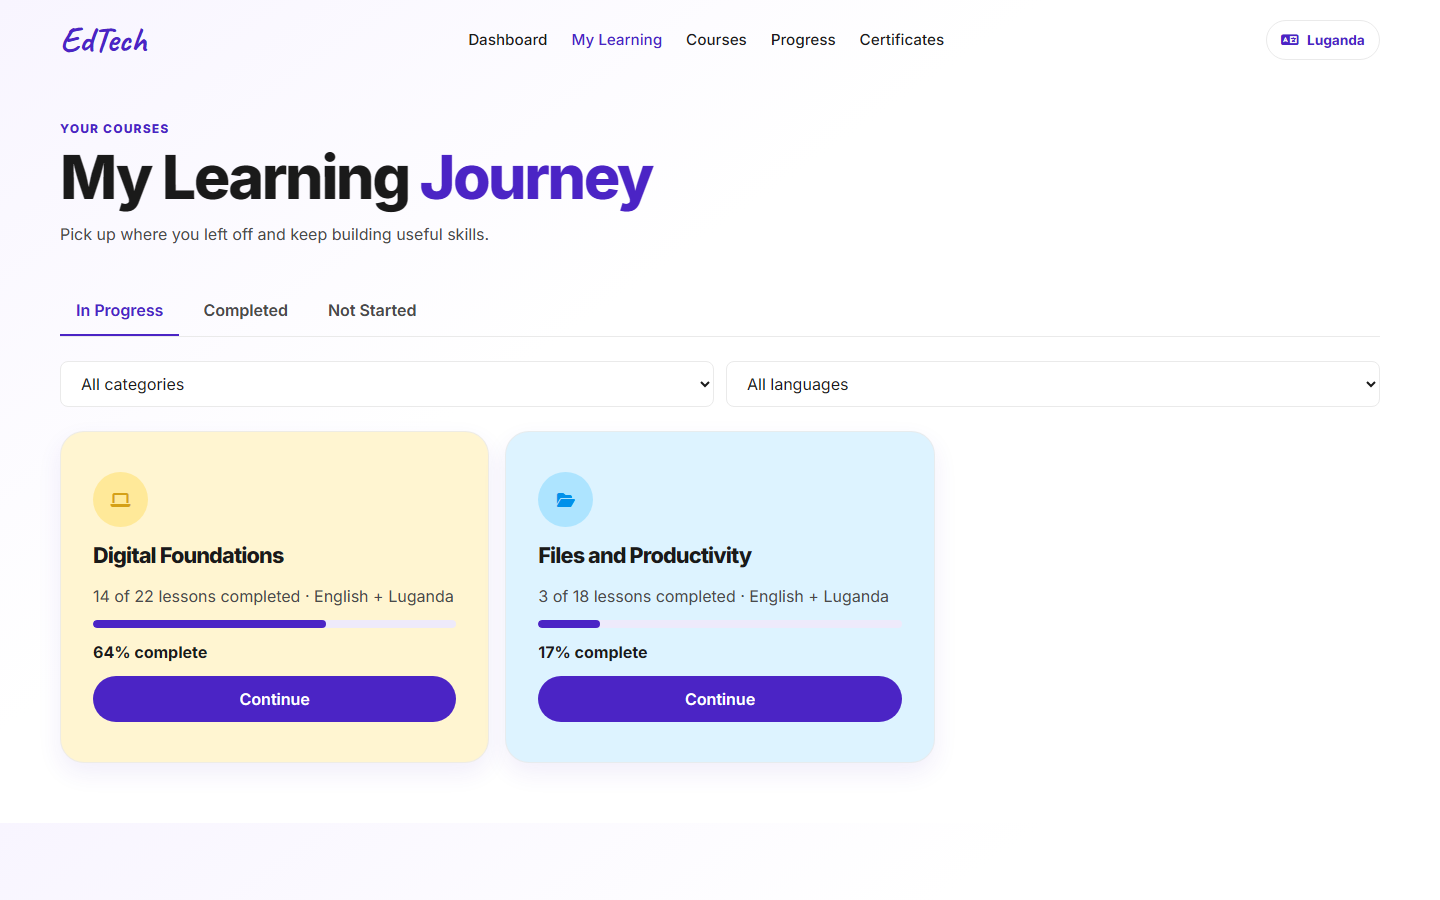 EdTech
Dashboard My Learning Courses Progress Certificates
Luganda
YOUR COURSES
My Learning Journey
Pick up where you left off and keep building useful skills.
In Progress Completed Not Started
All categories
All languages
Digital Foundations
14 of 22 lessons completed · English + Luganda
64% complete
Continue
Files and Productivity
3 of 18 lessons completed · English + Luganda
17% complete
Continue